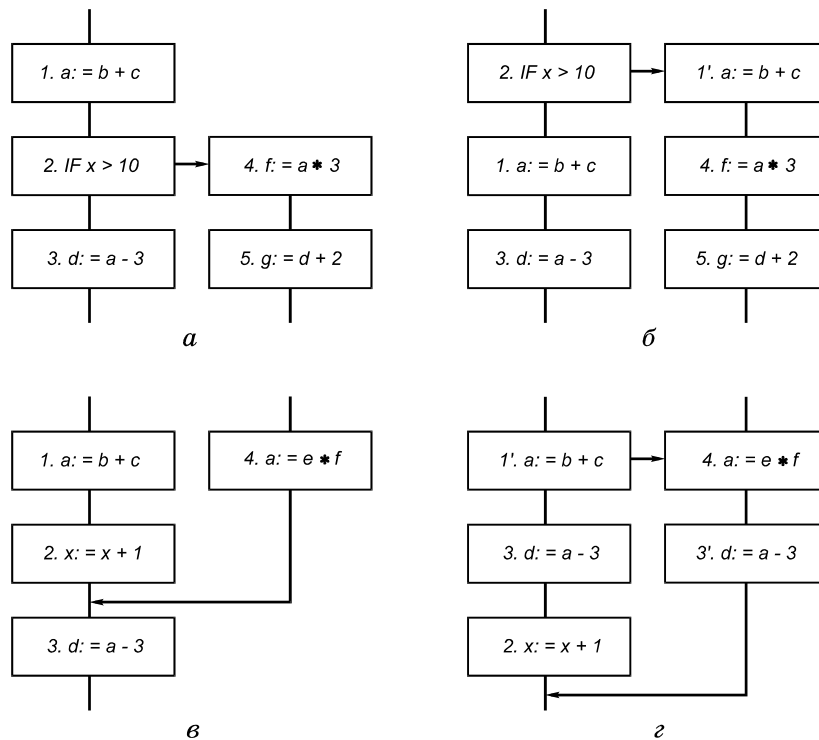 1. a: = b + c
2. IF x > 10
4. f: = a * 3
3. d: = a - 3
5. g: = d + 2
а
2. IF x > 10
1'. a: = b + c
1. a: = b + c
4. f: = a * 3
3. d: = a - 3
5. g: = d + 2
б
1. a: = b + c
4. a: = e * f
2. x: = x + 1
3. d: = a - 3
в
1'. a: = b + c
4. a: = e * f
3. d: = a - 3
3'. d: = a - 3
2. x: = x + 1
г